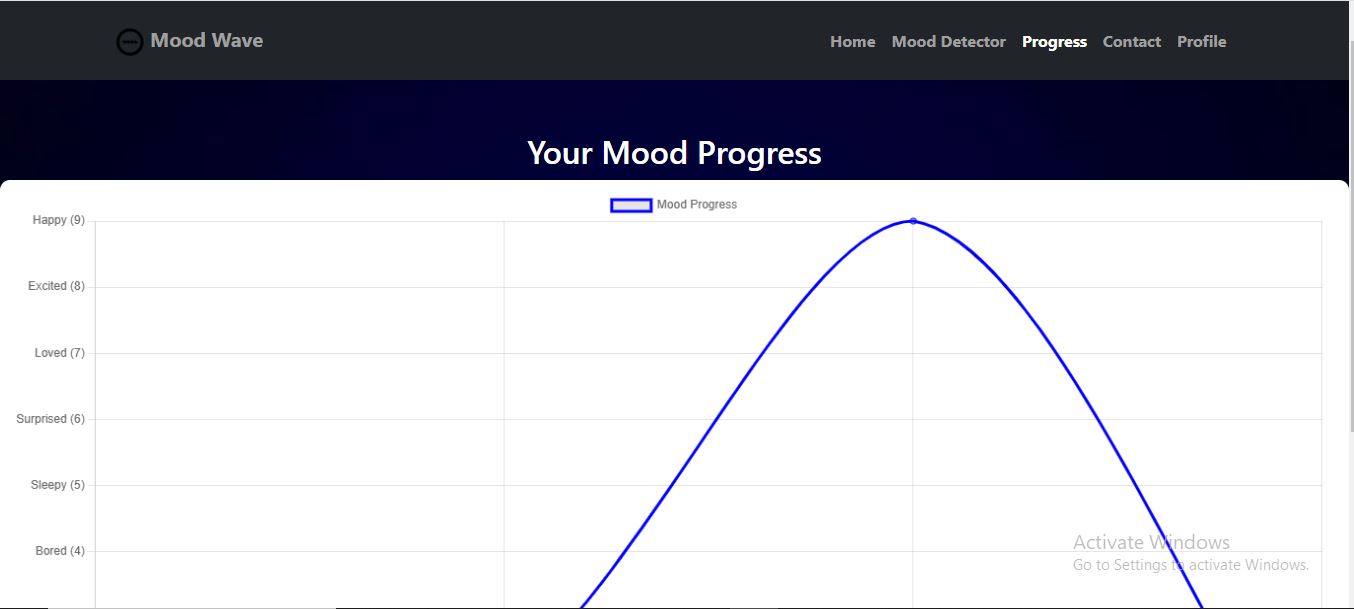 Mood Wave
Home Mood Detector Progress Contact Profile
Your Mood Progress
Mood Progress
Happy (9)
Excited (8)
Loved (7)
Surprised (6)
Sleepy (5)
Bored (4)
Activate Windows
Go to Settings to activate Windows.